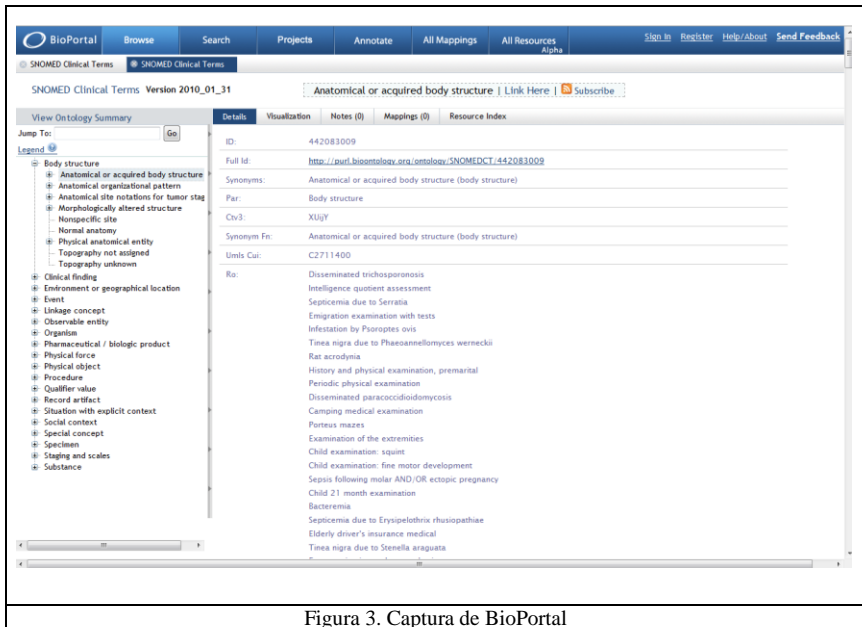 BioPortal Browse Search Projects Annotate All Mappings All Resources Sign In Register Help/About Send Feedback
Alpha
SNOMED Clinical Terms SNOMED Clinical Terms
SNOMED Clinical Terms Version 2010_01_31 Anatomical or acquired body structure | Link Here | Subscribe
View Ontology Summary
Jump To: Go
Legend
Body structure
Anatomical or acquired body structure
Anatomical organizational pattern
Anatomical site notations for tumor stag
Morphologically altered structure
Nonspecific site
Normal anatomy
Physical anatomical entity
Topography not assigned
Topography unknown
Clinical finding
Environment or geographical location
Event
Linkage concept
Observable entity
Organism
Pharmaceutical / biologic product
Physical force
Physical object
Procedure
Qualifier value
Record artifact
Situation with explicit context
Social context
Special concept
Specimen
Staging and scales
Substance
Details Visualization Notes (0) Mappings (0) Resource Index
ID: 442083009
Full Id: http://purl.bioontology.org/ontology/SNOMEDCT/442083009
Synonyms: Anatomical or acquired body structure (body structure)
Par: Body structure
Ctv3: XUijY
Synonym Fn: Anatomical or acquired body structure (body structure)
Umls Cui: C2711400
Ro: Disseminated trichosporonosis
Intelligence quotient assessment
Septicemia due to Serratia
Emigration examination with tests
Infestation by Psoroptes ovis
Tinea nigra due to Phaeoannellomyces werneckii
Rat acrodynia
History and physical examination, premarital
Periodic physical examination
Disseminated paracoccidioidomycosis
Camping medical examination
Porteus mazes
Examination of the extremities
Child examination: squint
Child examination: fine motor development
Sepsis following molar AND/OR ectopic pregnancy
Child 21 month examination
Bacteremia
Septicemia due to Erysipelothrix rhusiopathiae
Elderly driver's insurance medical
Tinea nigra due to Stenella araguata
Figura 3. Captura de BioPortal